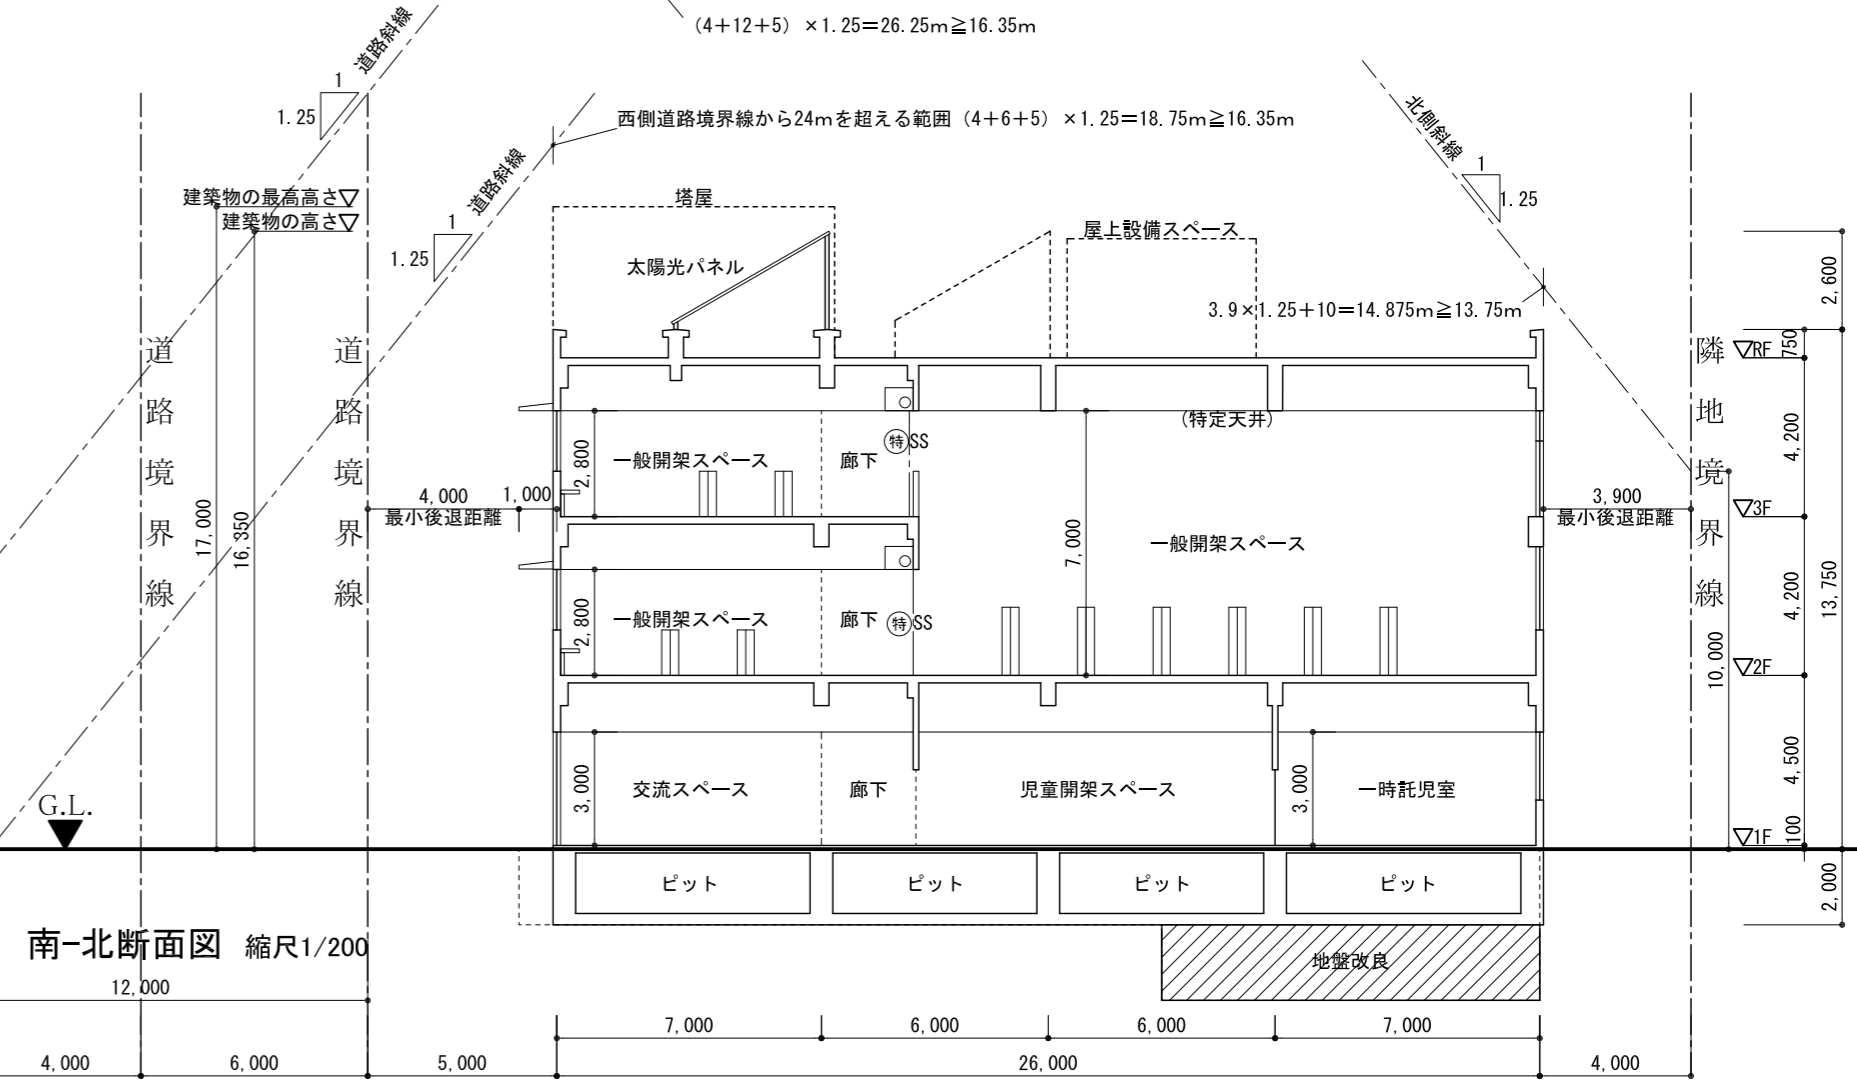 (4+12+5) ×1.25=26.25m≧16.35m
道路斜線
1
1.25
西側道路境界線から24mを超える範囲 (4+6+5) ×1.25=18.75m≧16.35m
道路斜線
1
1.25
北側斜線
1
1.25
建築物の最高高さ▽
建築物の高さ▽
塔屋
屋上設備スペース
太陽光パネル
3.9×1.25+10=14.875m≧13.75m
2,600
道路境界線
道路境界線
隣地境界線
▽RF
750
(特定天井)
4,200
特SS
一般開架スペース
廊下
2,800
4,000
1,000
最小後退距離
3,900
最小後退距離
▽3F
17,000
16,350
7,000
一般開架スペース
4,200
13,750
一般開架スペース
廊下
特SS
2,800
10,000
▽2F
4,500
3,000
交流スペース
廊下
児童開架スペース
3,000
一時託児室
G.L.
▽1F
100
ピット
ピット
ピット
ピット
2,000
南-北断面図 縮尺1/200
地盤改良
12,000
7,000
6,000
6,000
7,000
4,000
6,000
5,000
26,000
4,000